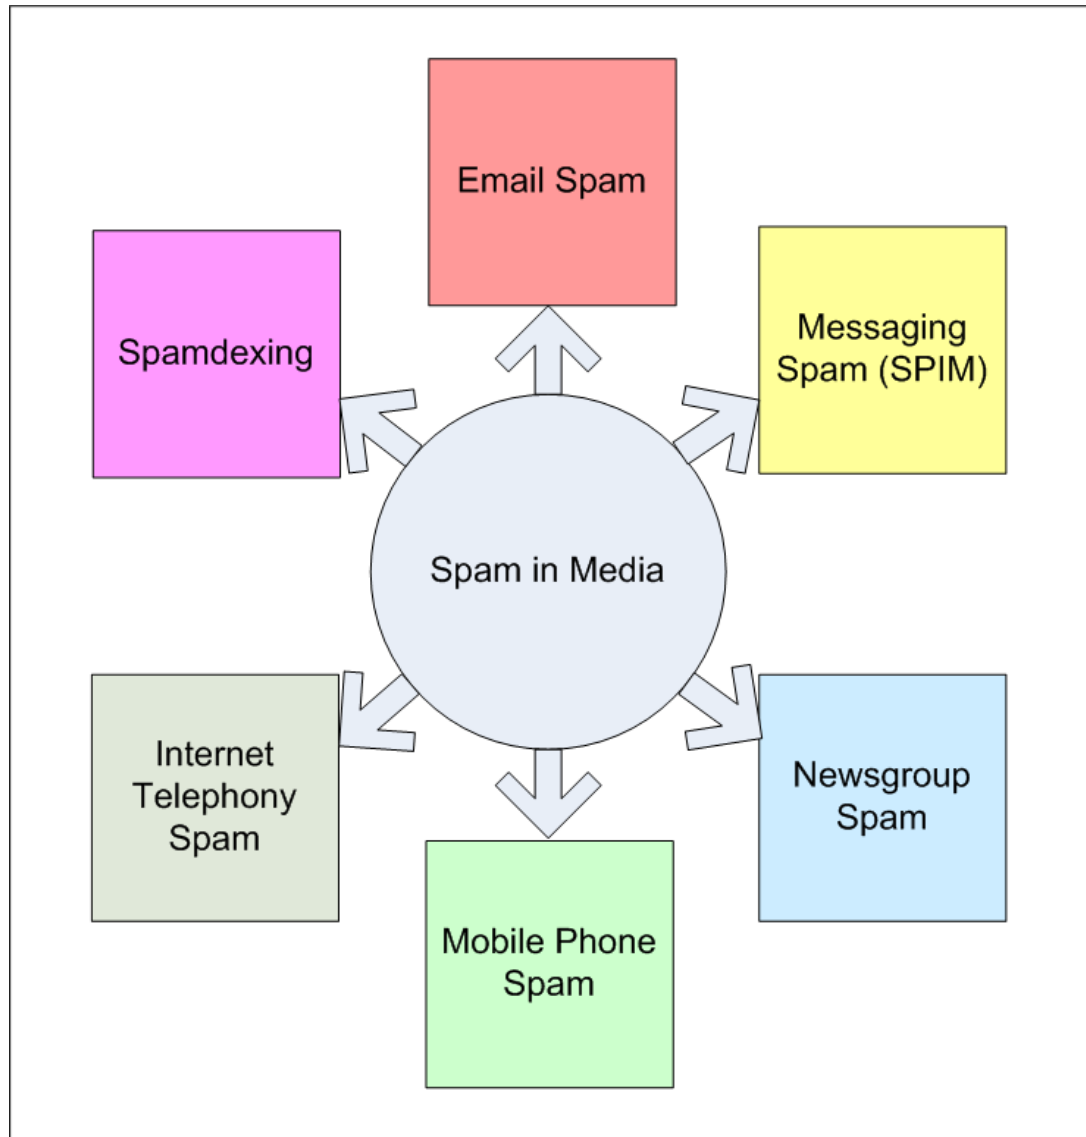 Email Spam
Messaging
Spam (SPIM)
Spamdexing
Spam in Media
Internet
Telephony
Spam
Newsgroup
Spam
Mobile Phone
Spam